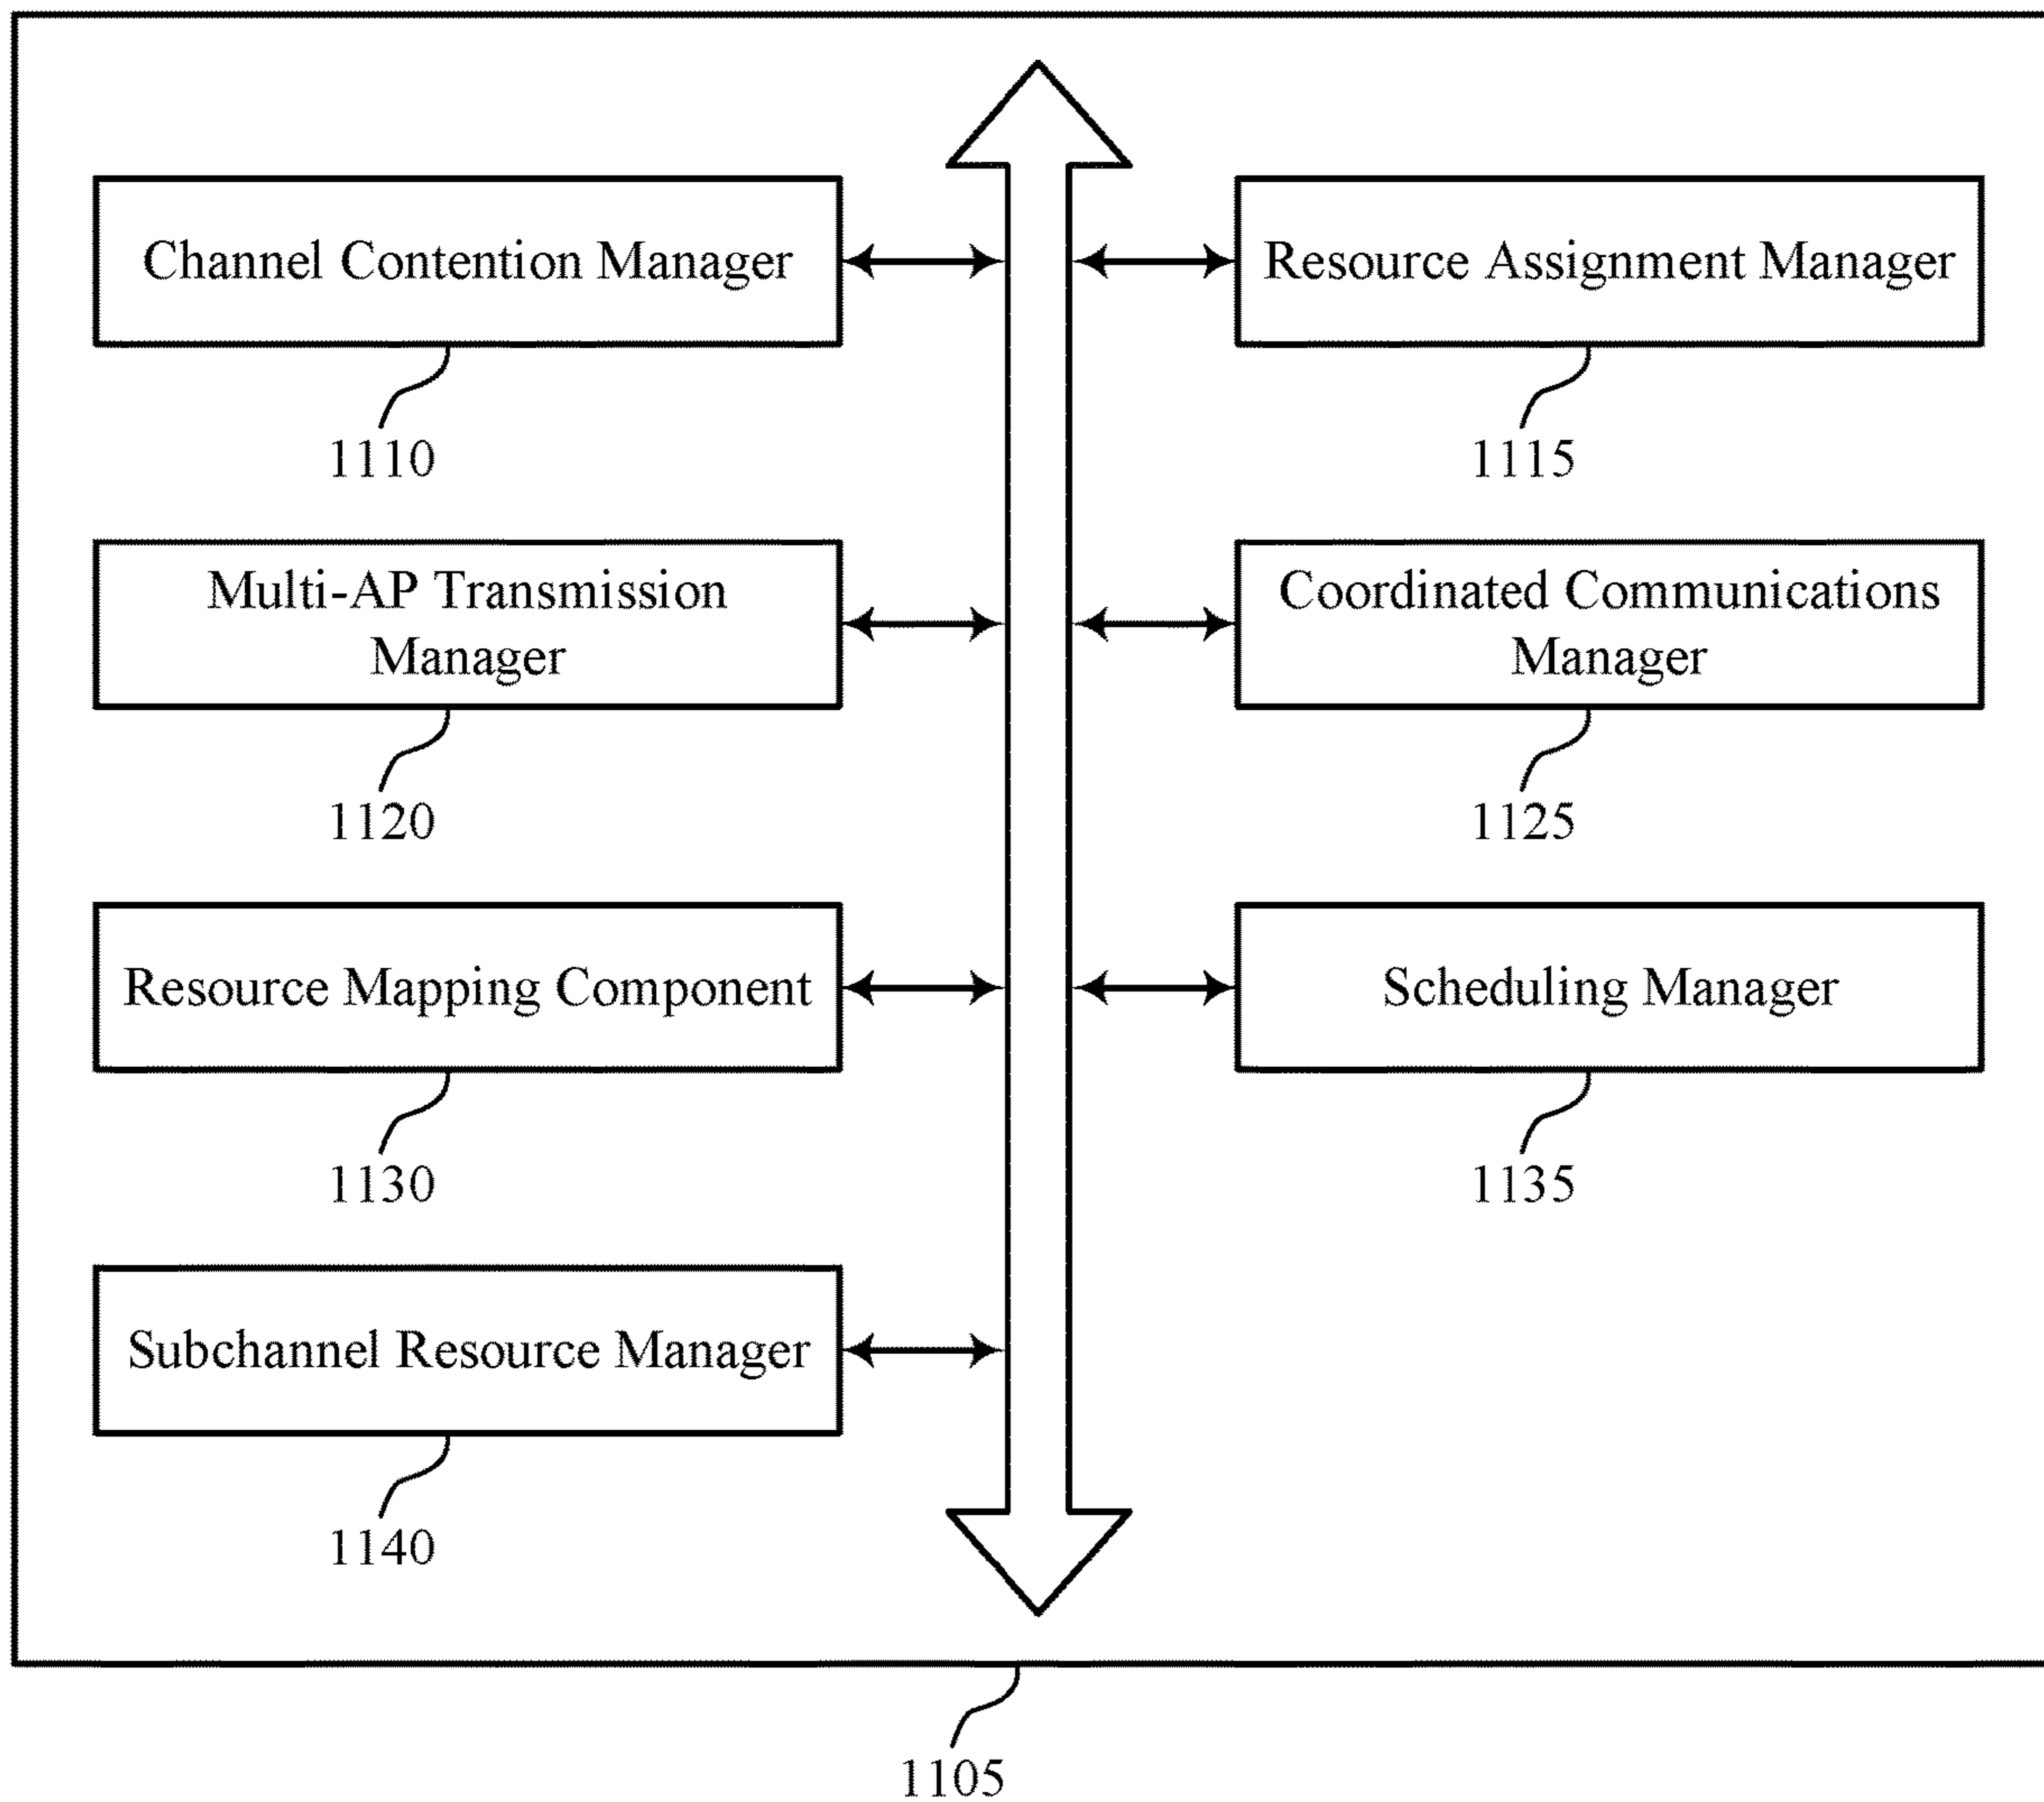 Channel Contention Manager
Resource Assignment Manager
1110
1115
Multi-AP Transmission
Manager
Coordinated Communications
Manager
1120
1125
Resource Mapping Component
Scheduling Manager
1130
1135
Subchannel Resource Manager
1140
1105